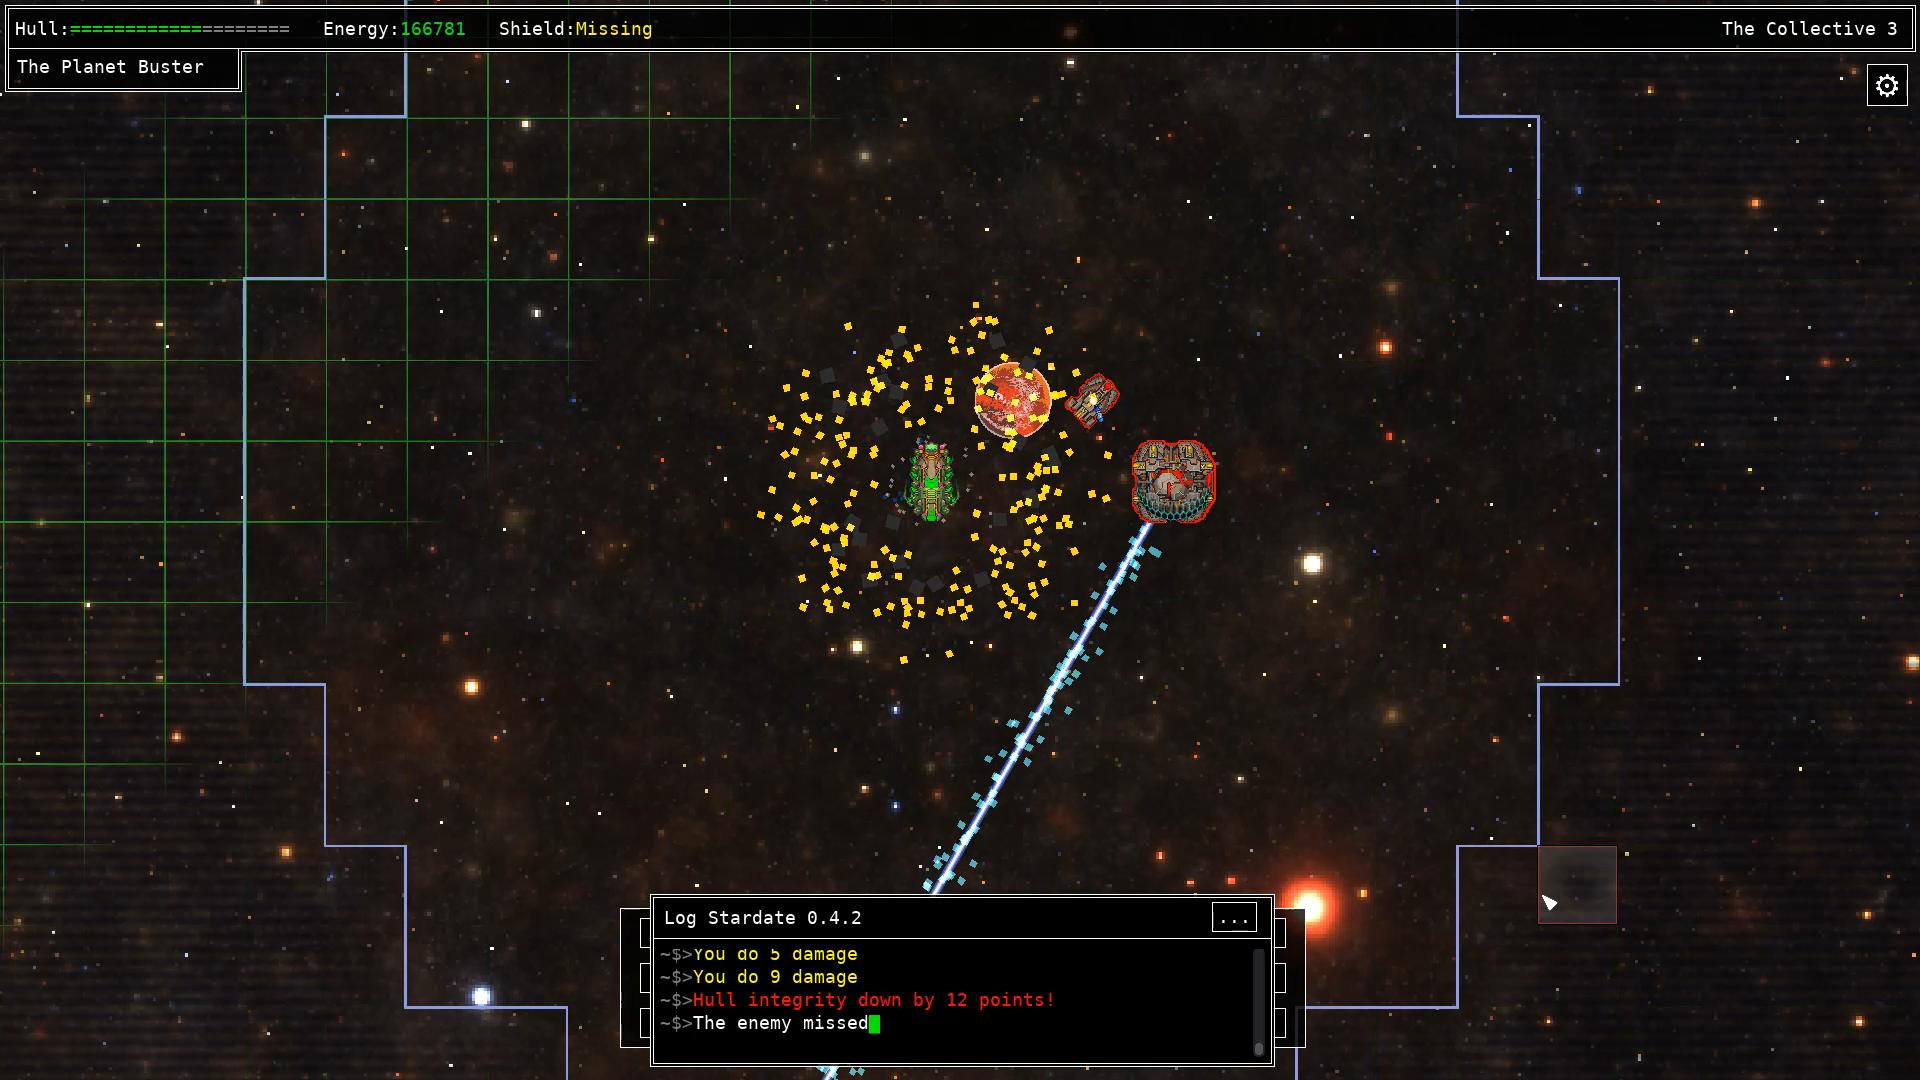 Hull:==================== Energy:166781 Shield:Missing The Collective 3
The Planet Buster
Log Stardate 0.4.2 ...
~$>You do 5 damage
~$>You do 9 damage
~$>Hull integrity down by 12 points!
~$>The enemy missed